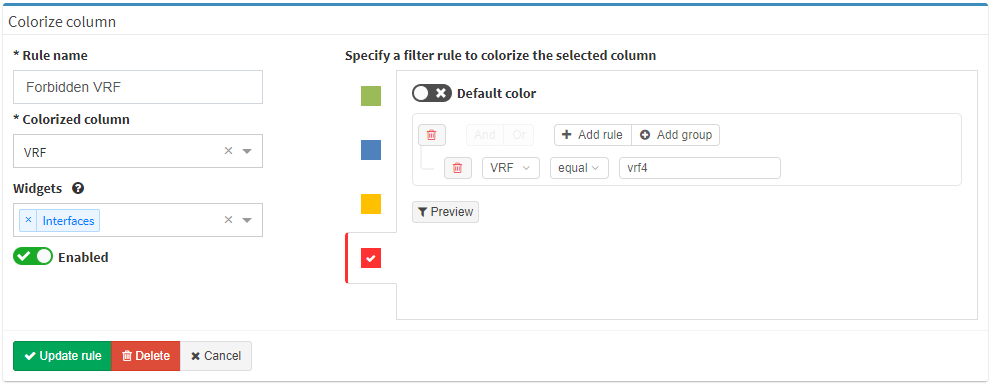 Colorize column
* Rule name
Forbidden VRF
* Colorized column
VRF
Widgets
× Interfaces
Enabled
Specify a filter rule to colorize the selected column
Default color
And Or Add rule Add group
VRF equal vrf4
Preview
Update rule Delete Cancel